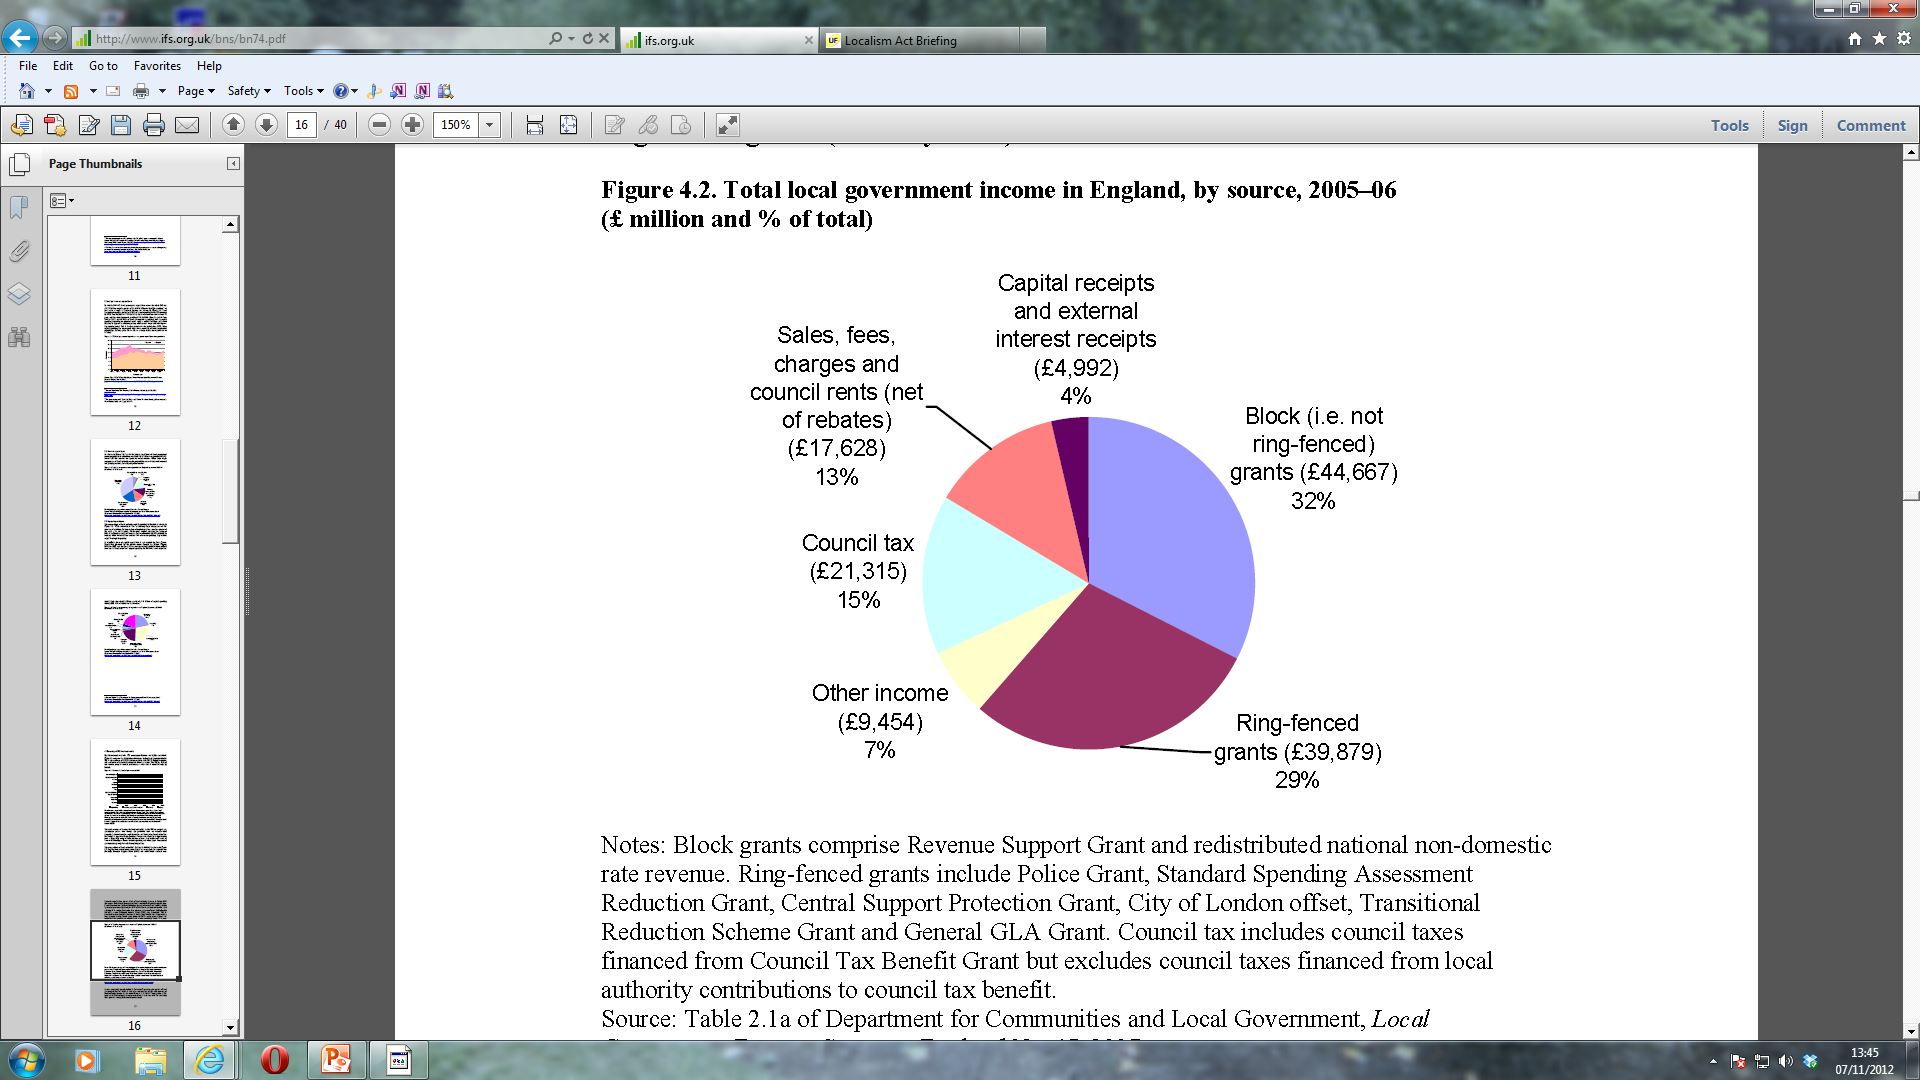 http://www.ifs.org.uk/bns/bn74.pdf
ifs.org.uk
Localism Act Briefing
File Edit Go to Favorites Help
Page Safety Tools
16 / 40
150%
Tools Sign Comment
Page Thumbnails
11
12
13
14
15
16
Figure 4.2. Total local government income in England, by source, 2005–06
(£ million and % of total)
Capital receipts
and external
interest receipts
(£4,992)
4%
Sales, fees,
charges and
council rents (net
of rebates)
(£17,628)
13%
Block (i.e. not
ring-fenced)
grants (£44,667)
32%
Council tax
(£21,315)
15%
Other income
(£9,454)
7%
Ring-fenced
grants (£39,879)
29%
Notes: Block grants comprise Revenue Support Grant and redistributed national non-domestic
rate revenue. Ring-fenced grants include Police Grant, Standard Spending Assessment
Reduction Grant, Central Support Protection Grant, City of London offset, Transitional
Reduction Scheme Grant and General GLA Grant. Council tax includes council taxes
financed from Council Tax Benefit Grant but excludes council taxes financed from local
authority contributions to council tax benefit.
Source: Table 2.1a of Department for Communities and Local Government, Local
13:45
07/11/2012